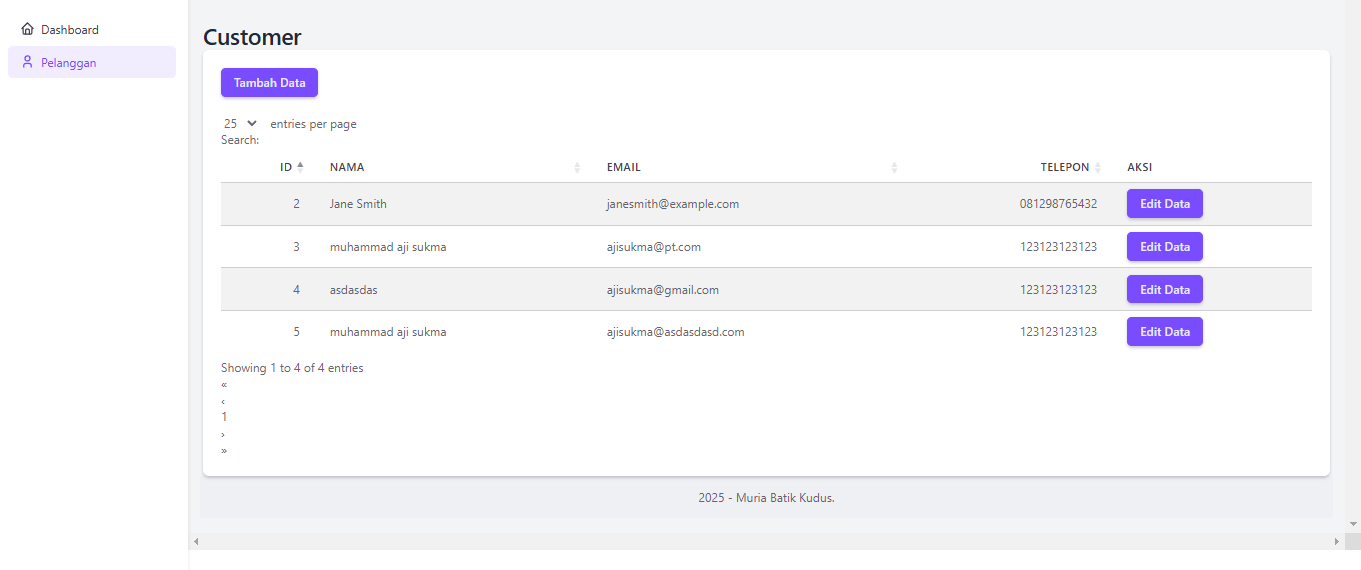 Dashboard
Pelanggan
Customer
Tambah Data
25 entries per page
Search:
ID NAMA EMAIL TELEPON AKSI
2 Jane Smith janesmith@example.com 081298765432 Edit Data
3 muhammad aji sukma ajisukma@pt.com 123123123123 Edit Data
4 asdasdas ajisukma@gmail.com 123123123123 Edit Data
5 muhammad aji sukma ajisukma@asdasdasd.com 123123123123 Edit Data
Showing 1 to 4 of 4 entries
«
‹
1
›
»
2025 - Muria Batik Kudus.